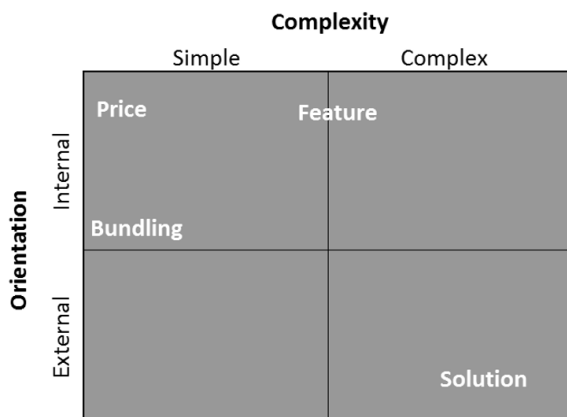 Complexity
Simple Complex
Orientation
Internal
External
Price Feature
Bundling
Solution